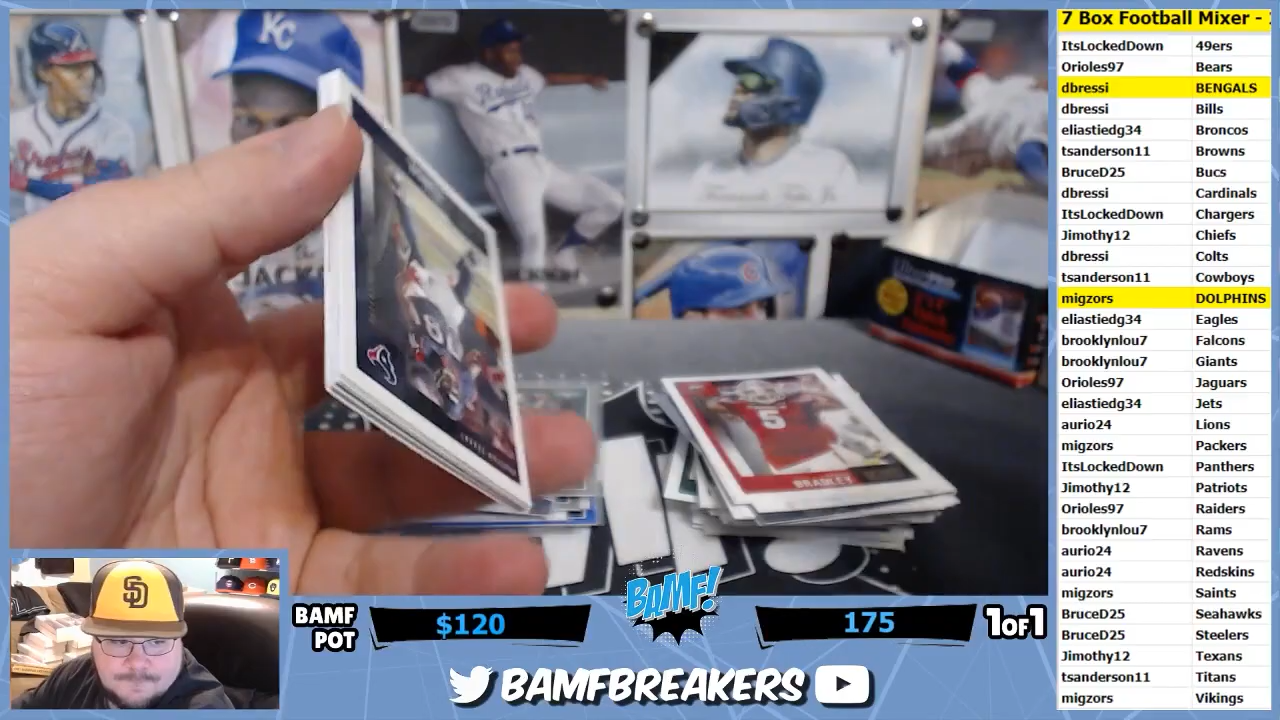 7 Box Football Mixer -
ItsLockedDown 49ers
Orioles97 Bears
dbressi BENGALS
dbressi Bills
eliastiedg34 Broncos
tsanderson11 Browns
BruceD25 Bucs
dbressi Cardinals
ItsLockedDown Chargers
Jimothy12 Chiefs
dbressi Colts
tsanderson11 Cowboys
migzors DOLPHINS
eliastiedg34 Eagles
brooklynlou7 Falcons
brooklynlou7 Giants
Orioles97 Jaguars
eliastiedg34 Jets
aurio24 Lions
migzors Packers
ItsLockedDown Panthers
Jimothy12 Patriots
Orioles97 Raiders
brooklynlou7 Rams
aurio24 Ravens
aurio24 Redskins
migzors Saints
BruceD25 Seahawks
BruceD25 Steelers
Jimothy12 Texans
tsanderson11 Titans
migzors Vikings
KC
Royals
5
BRADLEY
SD
BAMF
POT
$120
BAMF!
175
1OF1
BAMFBREAKERS